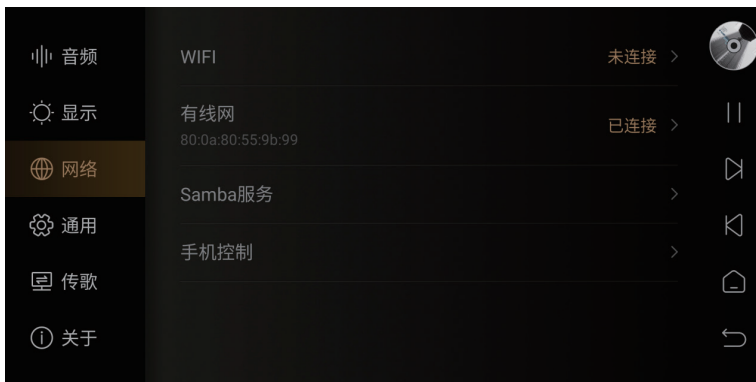 音频
显示
网络
通用
传歌
关于
WIFI 未连接
有线网 已连接
80:0a:80:55:9b:99
Samba服务
手机控制